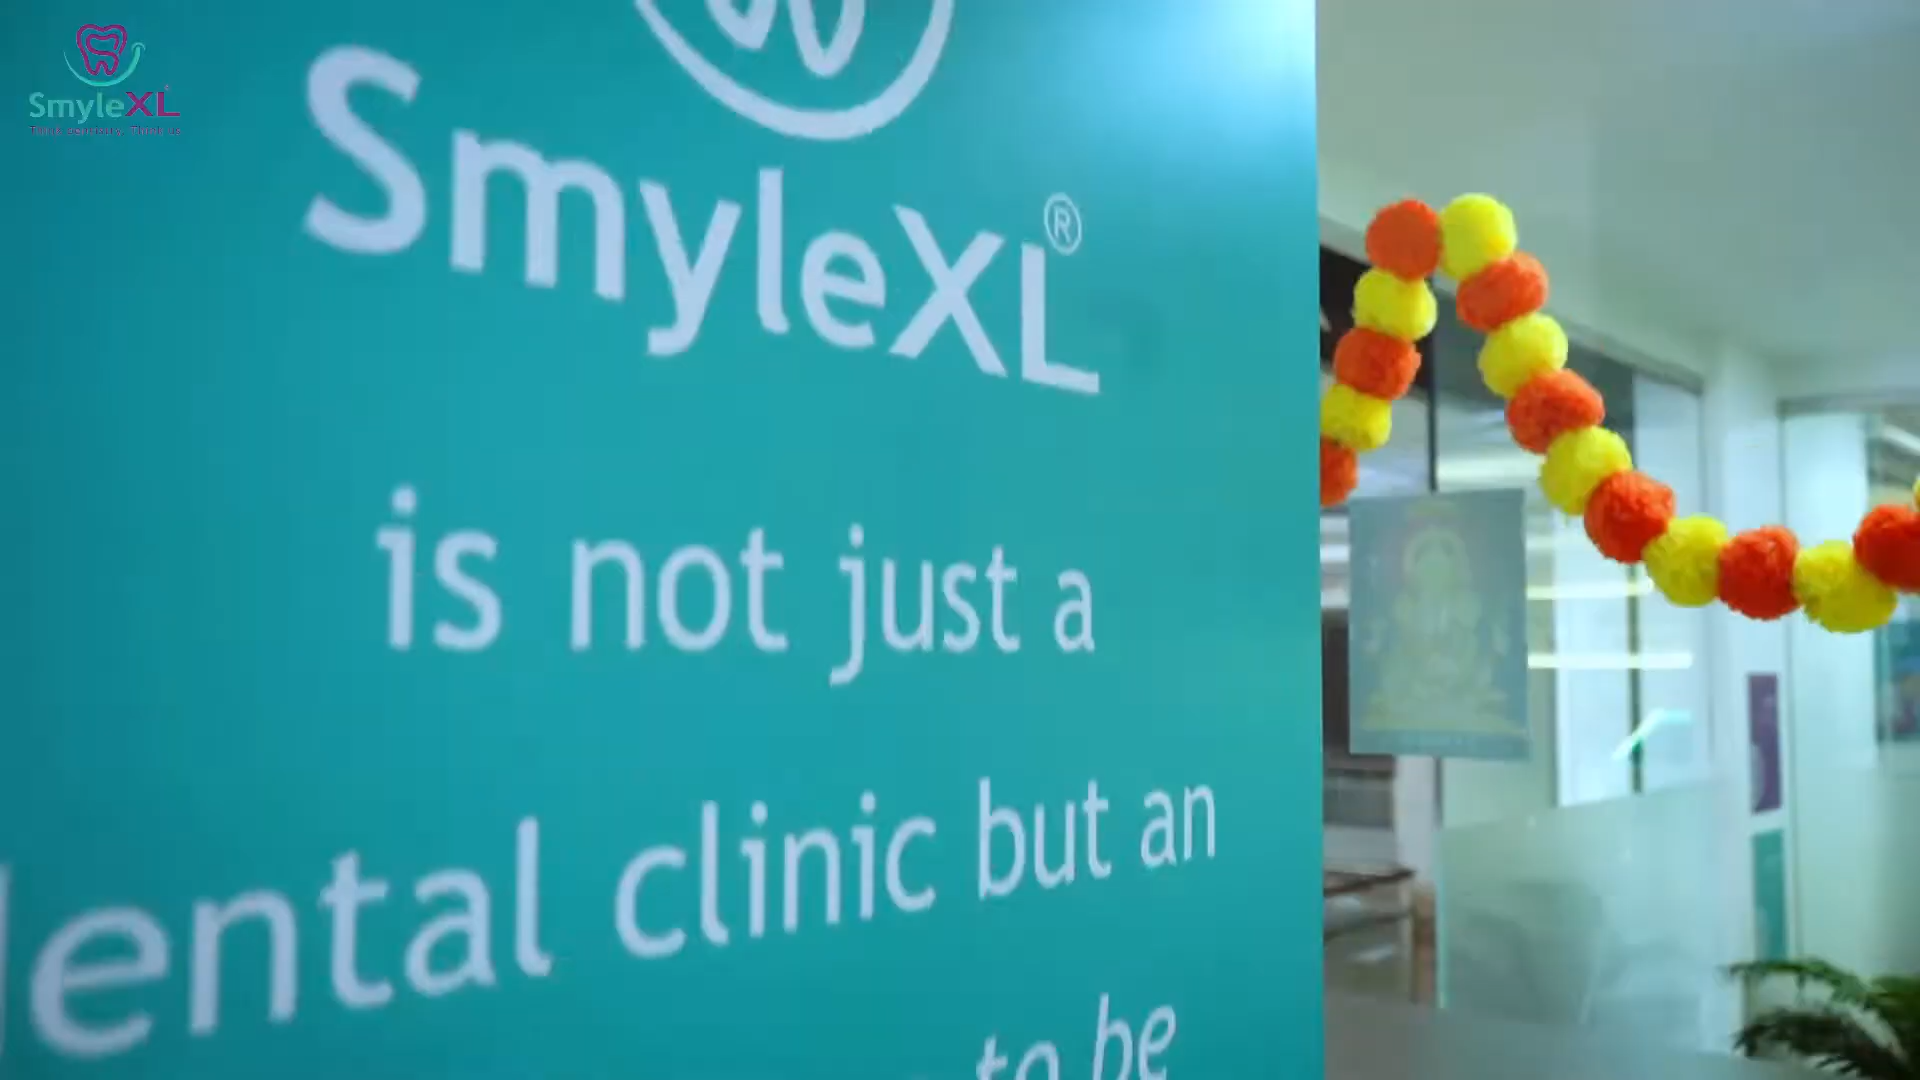 SmyleXL
SmyleXL®
is not just a
dental clinic but an
to be